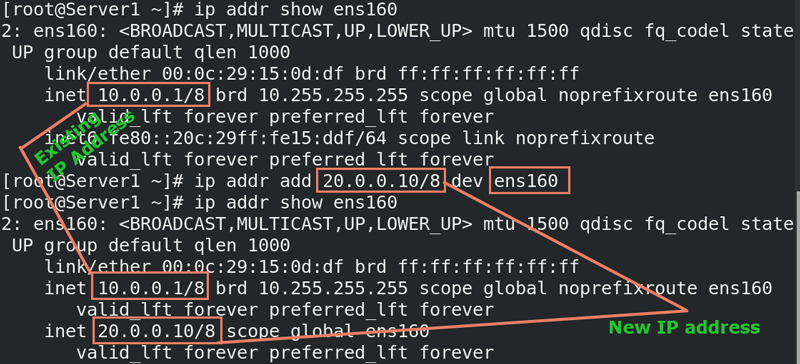 [root@Server1 ~]# ip addr show ens160
2: ens160: <BROADCAST,MULTICAST,UP,LOWER_UP> mtu 1500 qdisc fq_codel state
UP group default qlen 1000
link/ether 00:0c:29:15:0d:df brd ff:ff:ff:ff:ff:ff
inet 10.0.0.1/8 brd 10.255.255.255 scope global noprefixroute ens160
valid_lft forever preferred_lft forever
Existing
IP Address
inet6 fe80::20c:29ff:fe15:ddf/64 scope link noprefixroute
valid_lft forever preferred_lft forever
[root@Server1 ~]# ip addr add 20.0.0.10/8 dev ens160
[root@Server1 ~]# ip addr show ens160
2: ens160: <BROADCAST,MULTICAST,UP,LOWER_UP> mtu 1500 qdisc fq_codel state
UP group default qlen 1000
link/ether 00:0c:29:15:0d:df brd ff:ff:ff:ff:ff:ff
inet 10.0.0.1/8 brd 10.255.255.255 scope global noprefixroute ens160
valid_lft forever preferred_lft forever
inet 20.0.0.10/8 scope global ens160
New IP address
valid_lft forever preferred_lft forever